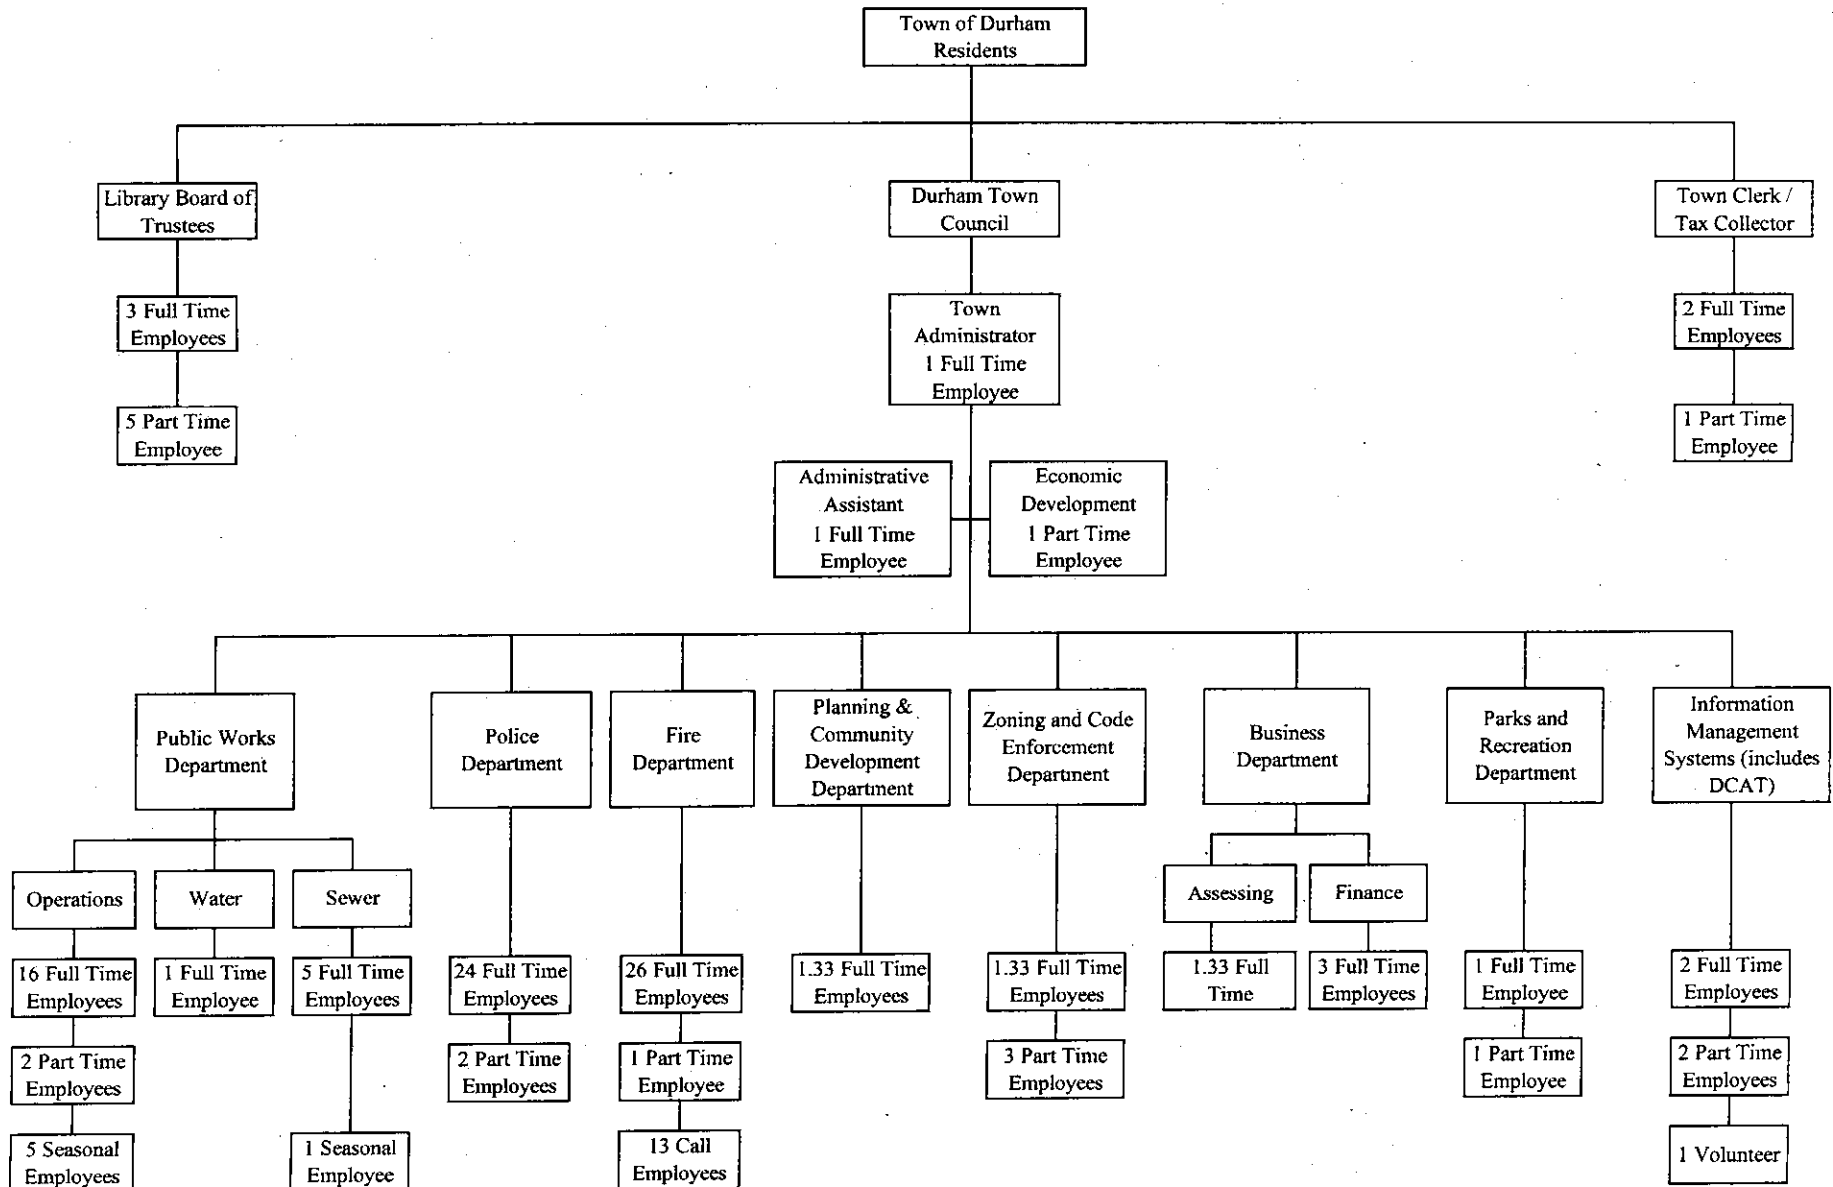 Town of Durham
Residents
Library Board of
Trustees
Durham Town
Council
Town Clerk /
Tax Collector
3 Full Time
Employees
Town
Administrator
1 Full Time
Employee
2 Full Time
Employees
5 Part Time
Employee
1 Part Time
Employee
Administrative
Assistant
1 Full Time
Employee
Economic
Development
1 Part Time
Employee
Public Works
Department
Police
Department
Fire
Department
Planning &
Community
Development
Department
Zoning and Code
Enforcement
Department
Business
Department
Parks and
Recreation
Department
Information
Management
Systems (includes
DCAT)
Operations
Water
Sewer
Assessing
Finance
16 Full Time
Employees
1 Full Time
Employee
5 Full Time
Employees
24 Full Time
Employees
26 Full Time
Employees
1.33 Full Time
Employees
1.33 Full Time
Employees
1.33 Full
Time
3 Full Time
Employees
1 Full Time
Employee
2 Full Time
Employees
2 Part Time
Employees
2 Part Time
Employees
1 Part Time
Employee
3 Part Time
Employees
1 Part Time
Employee
2 Part Time
Employees
5 Seasonal
Employees
1 Seasonal
Employee
13 Call
Employees
1 Volunteer